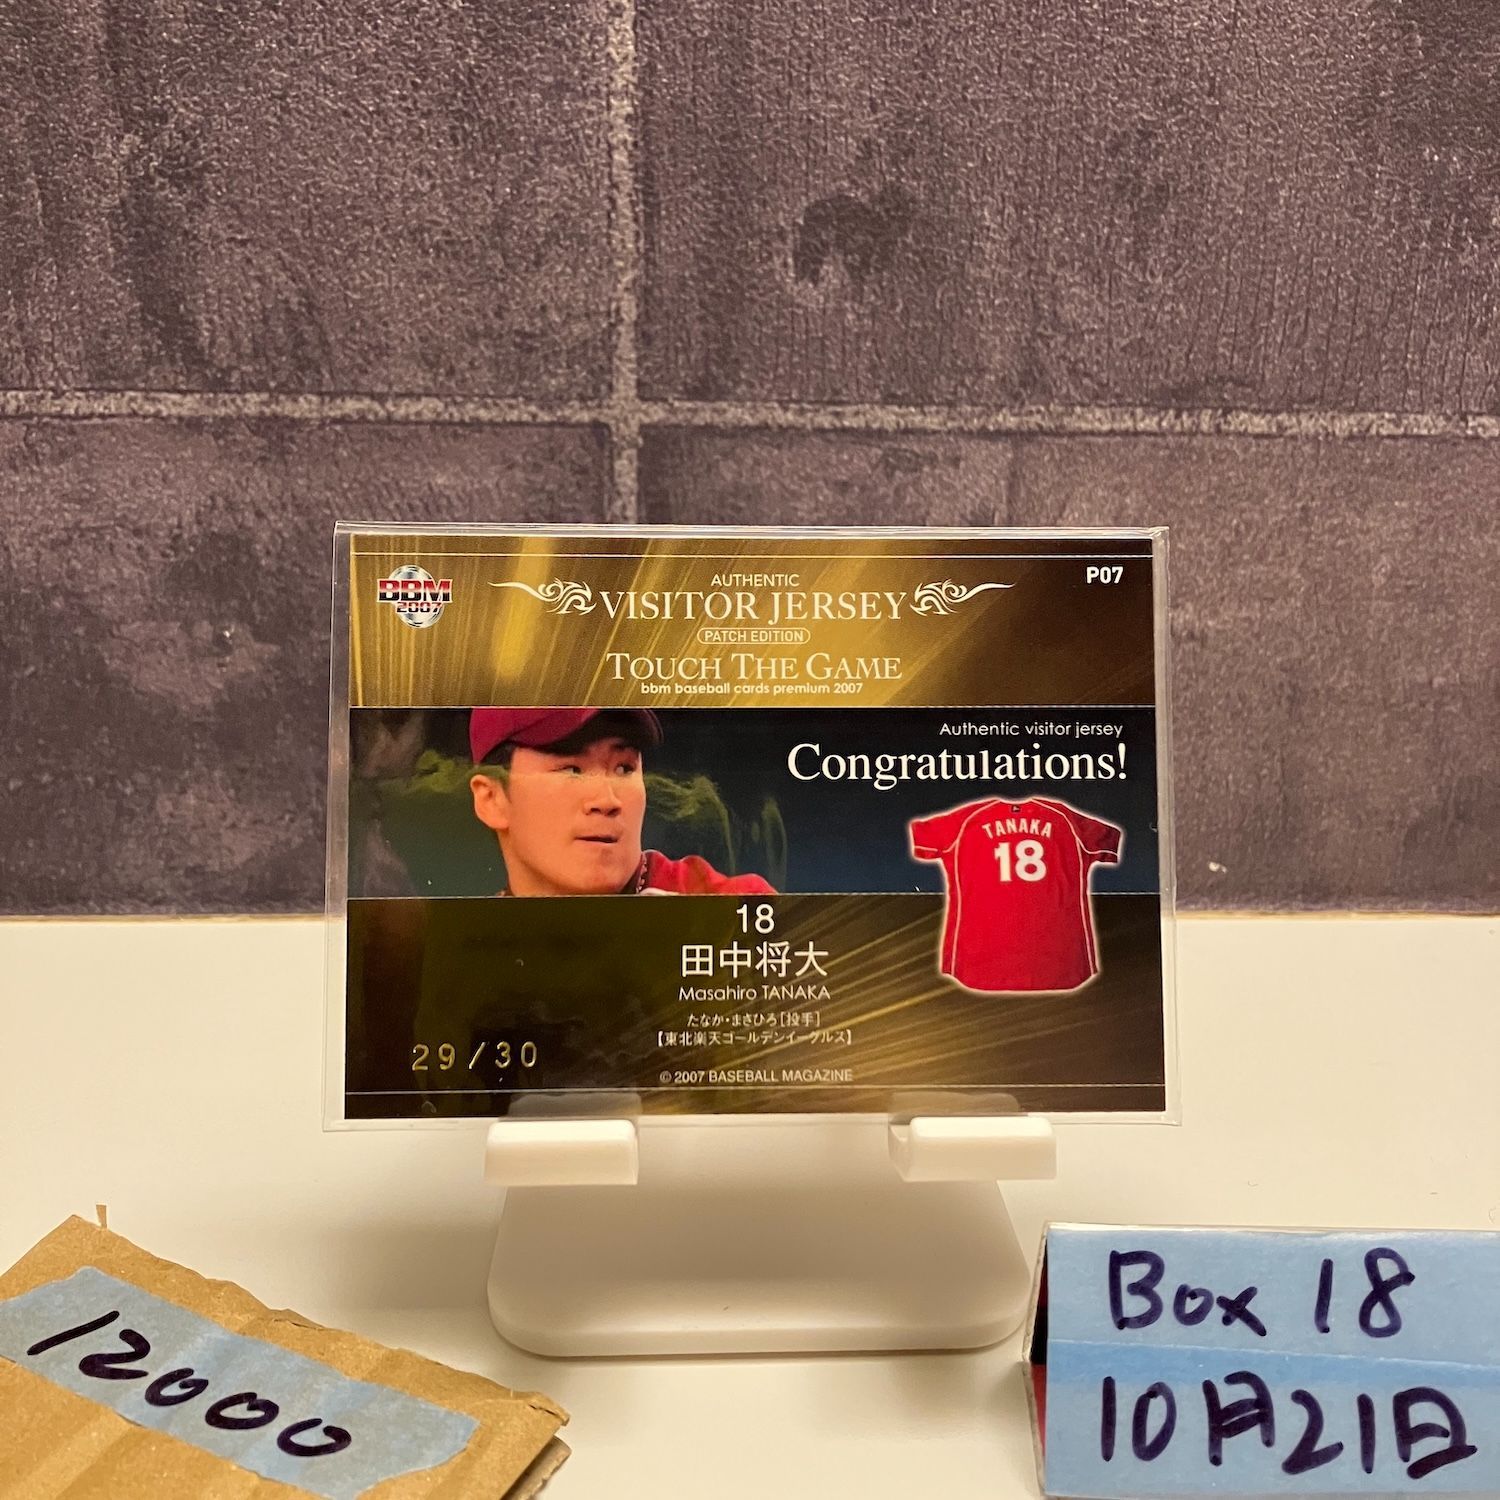 BBM
2007
AUTHENTIC
VISITOR JERSEY
PATCH EDITION
TOUCH THE GAME
bbm baseball cards premium 2007
P07
Authentic visitor jersey
Congratulations!
TANAKA
18
18
田中将大
Masahiro TANAKA
たなか・まさひろ［投手］
【東北楽天ゴールデンイーグルス】
29/30
© 2007 BASEBALL MAGAZINE
12000
Box 18
10月21日